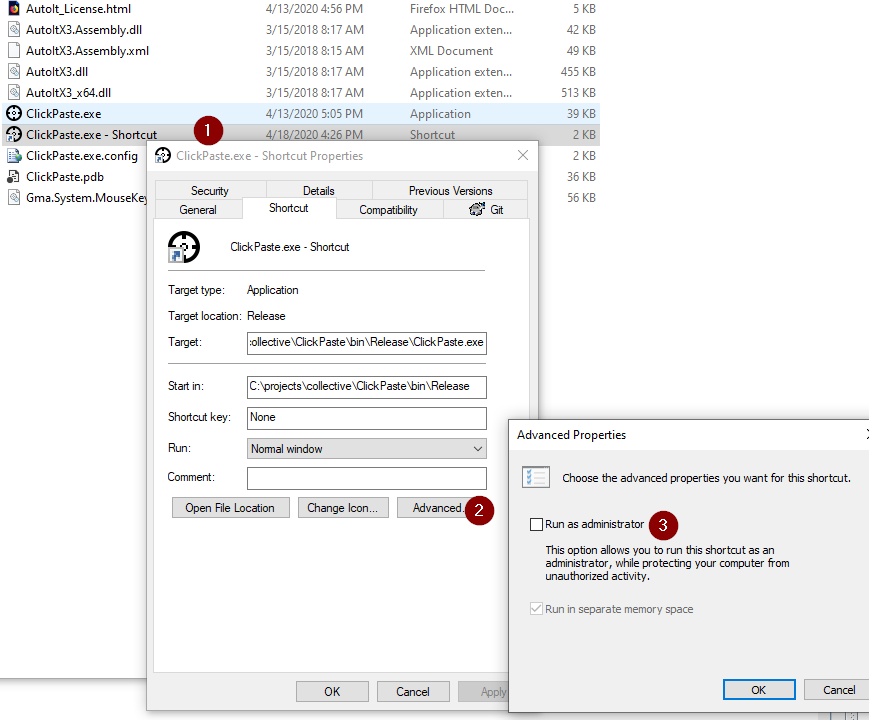 AutoIt_License.html 4/13/2020 4:56 PM Firefox HTML Doc... 5 KB
AutoItX3.Assembly.dll 3/15/2018 8:17 AM Application exten... 42 KB
AutoItX3.Assembly.xml 3/15/2018 8:15 AM XML Document 49 KB
AutoItX3.dll 3/15/2018 8:17 AM Application exten... 455 KB
AutoItX3_x64.dll 3/15/2018 8:17 AM Application exten... 513 KB
ClickPaste.exe 4/13/2020 5:05 PM Application 39 KB
ClickPaste.exe - Shortcut 4/18/2020 4:26 PM Shortcut 2 KB
ClickPaste.exe.config 2 KB
ClickPaste.pdb 36 KB
Gma.System.MouseKey 56 KB
1
ClickPaste.exe - Shortcut Properties
Security Details Previous Versions
General Shortcut Compatibility Git
ClickPaste.exe - Shortcut
Target type: Application
Target location: Release
Target: :ollective\ClickPaste\bin\Release\ClickPaste.exe
Start in: C:\projects\collective\ClickPaste\bin\Release
Shortcut key: None
Run: Normal window
Comment:
Open File Location Change Icon... Advanced..
2
OK Cancel Apply
Advanced Properties
Choose the advanced properties you want for this shortcut.
Run as administrator
3
This option allows you to run this shortcut as an
administrator, while protecting your computer from
unauthorized activity.
Run in separate memory space
OK Cancel